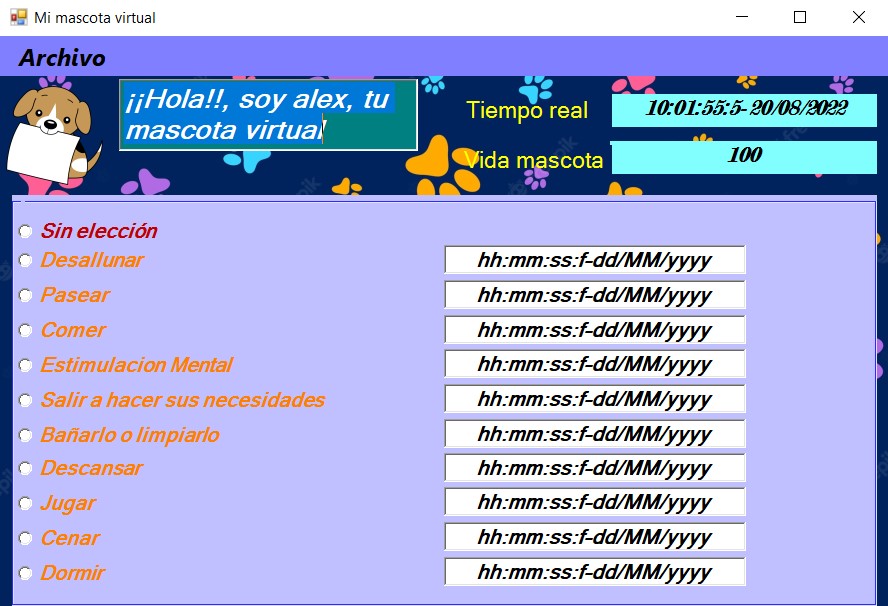 Mi mascota virtual
Archivo
¡¡Hola!!, soy alex, tu
mascota virtual
Tiempo real
10:01:55:5-20/08/2022
Vida mascota
100
Sin elección
Desallunar hh:mm:ss:f-dd/MM/yyyy
Pasear hh:mm:ss:f-dd/MM/yyyy
Comer hh:mm:ss:f-dd/MM/yyyy
Estimulacion Mental hh:mm:ss:f-dd/MM/yyyy
Salir a hacer sus necesidades hh:mm:ss:f-dd/MM/yyyy
Bañarlo o limpiarlo hh:mm:ss:f-dd/MM/yyyy
Descansar hh:mm:ss:f-dd/MM/yyyy
Jugar hh:mm:ss:f-dd/MM/yyyy
Cenar hh:mm:ss:f-dd/MM/yyyy
Dormir hh:mm:ss:f-dd/MM/yyyy